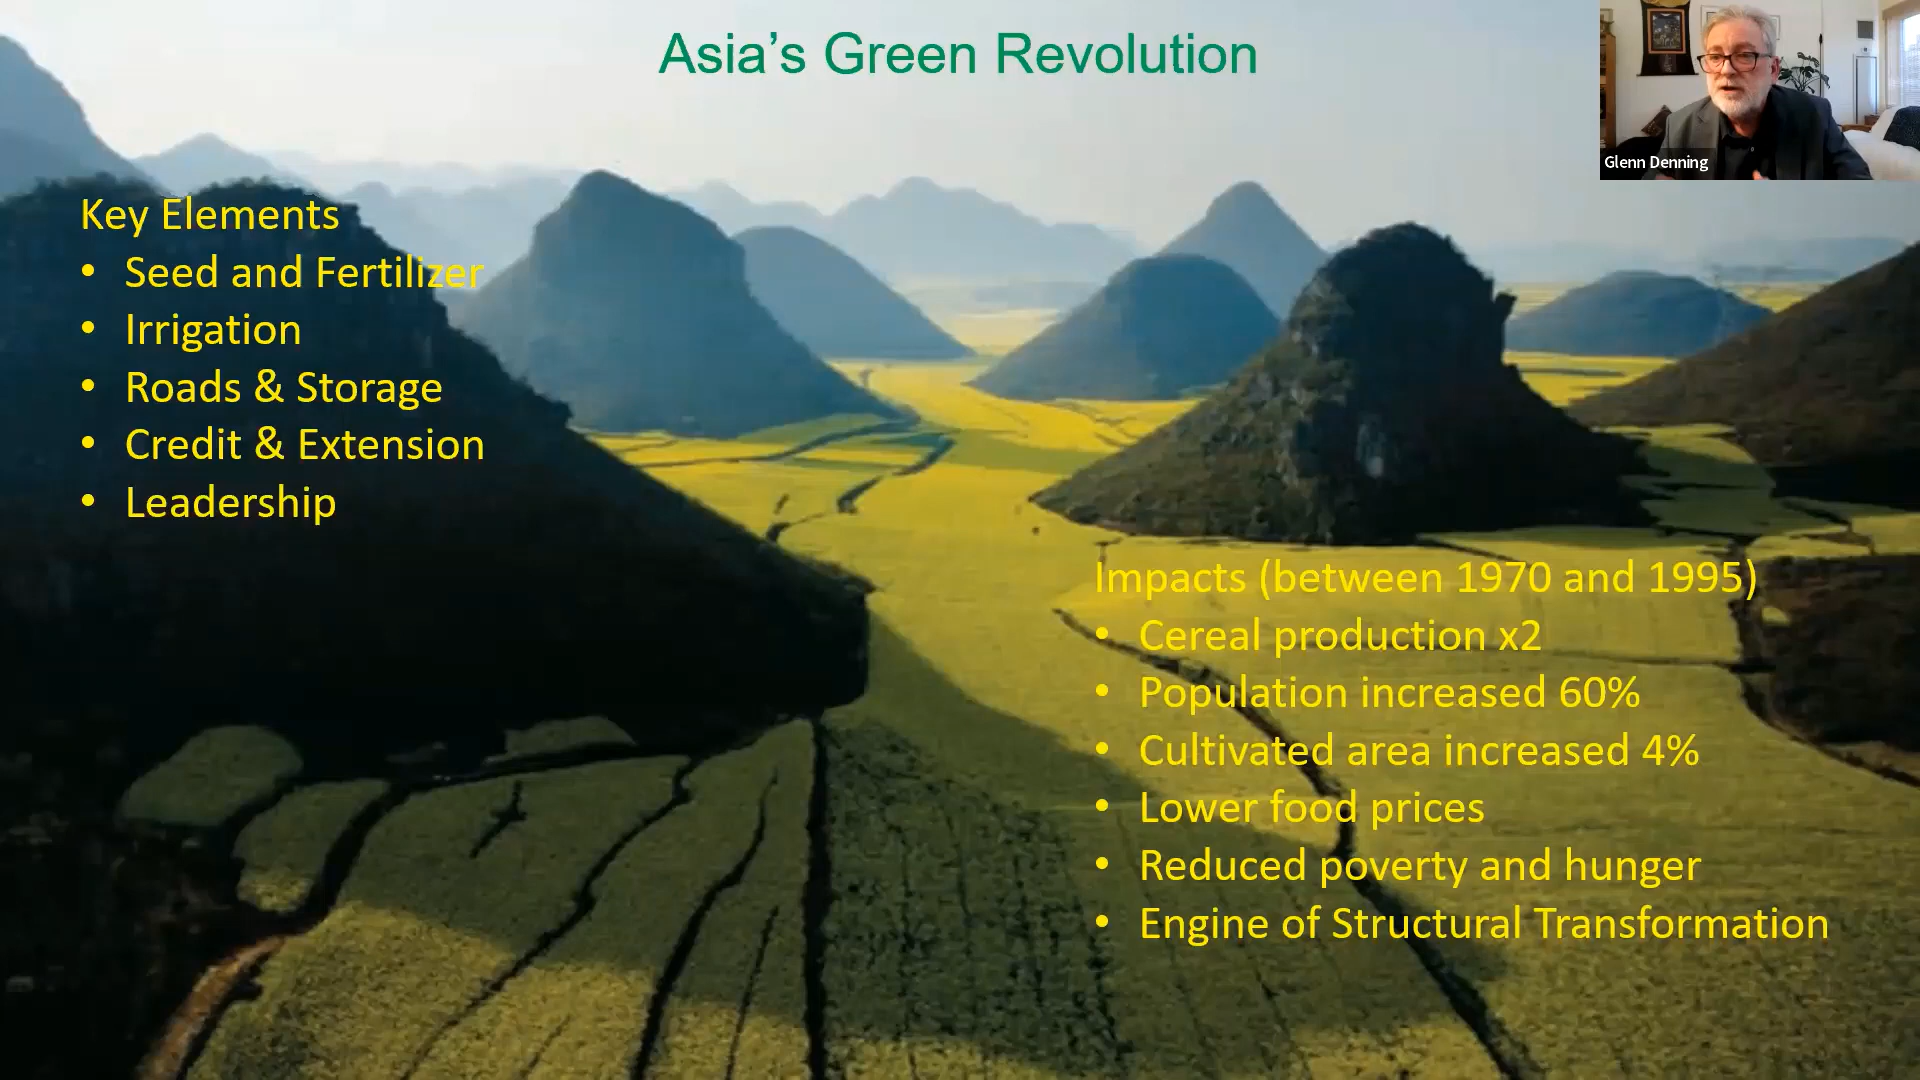 Asia’s Green Revolution
Glenn Denning
Key Elements
• Seed and Fertilizer
• Irrigation
• Roads & Storage
• Credit & Extension
• Leadership
Impacts (between 1970 and 1995)
• Cereal production x2
• Population increased 60%
• Cultivated area increased 4%
• Lower food prices
• Reduced poverty and hunger
• Engine of Structural Transformation